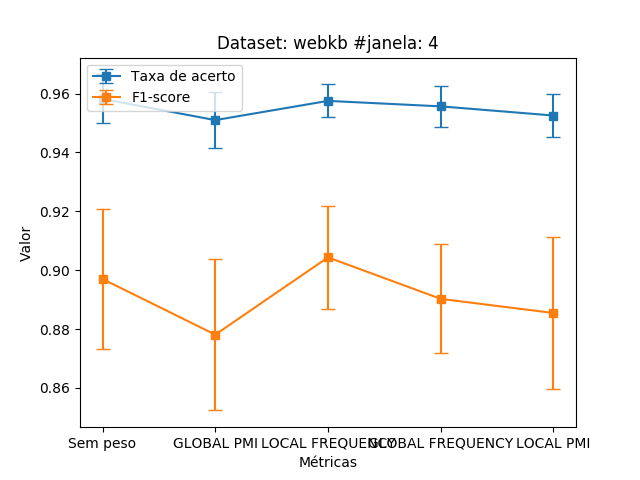 Dataset: webkb #janela: 4
Taxa de acerto
F1-score
0.96
0.94
0.92
0.90
0.88
0.86
Valor
Sem peso GLOBAL PMI LOCAL FREQUENCY GLOBAL FREQUENCY LOCAL PMI
Métricas